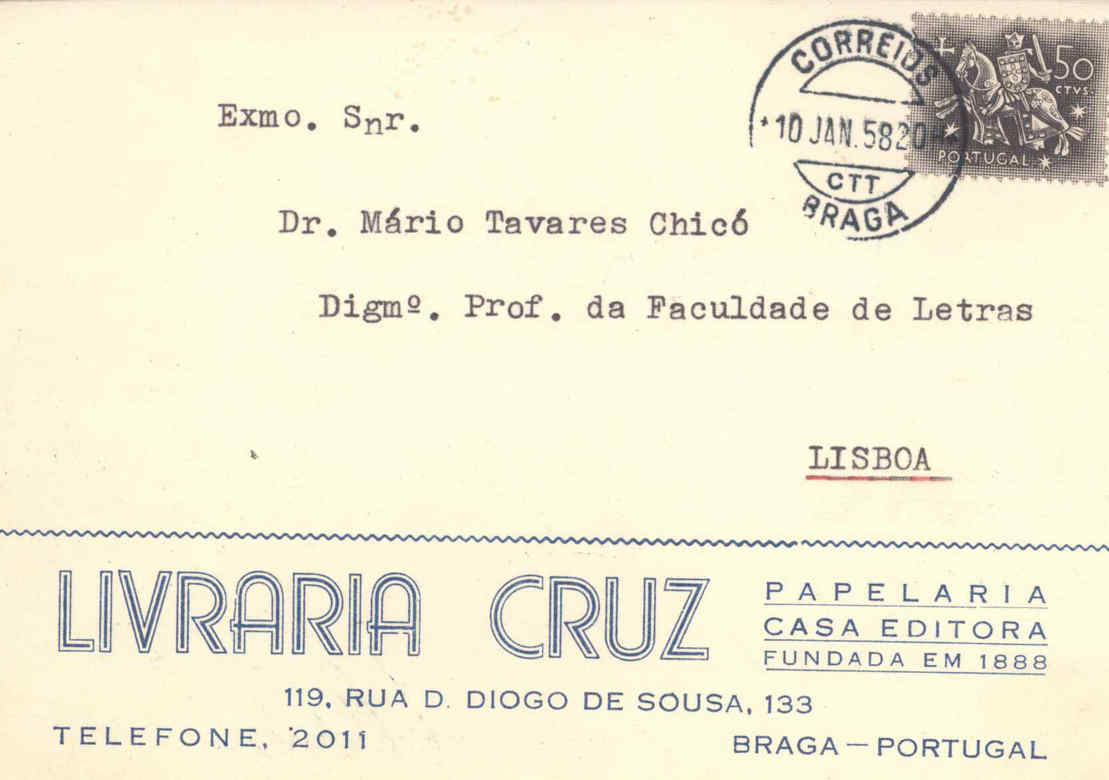 CORREIOS
10 JAN. 58 20
CTT
BRAGA
50
CTVS.
PORTUGAL
Exmo. Snr.
Dr. Mário Tavares Chicó
Digmº. Prof. da Faculdade de Letras
LISBOA
LIVRARIA CRUZ
PAPELARIA
CASA EDITORA
FUNDADA EM 1888
119, RUA D. DIOGO DE SOUSA, 133
TELEFONE, 2011
BRAGA — PORTUGAL